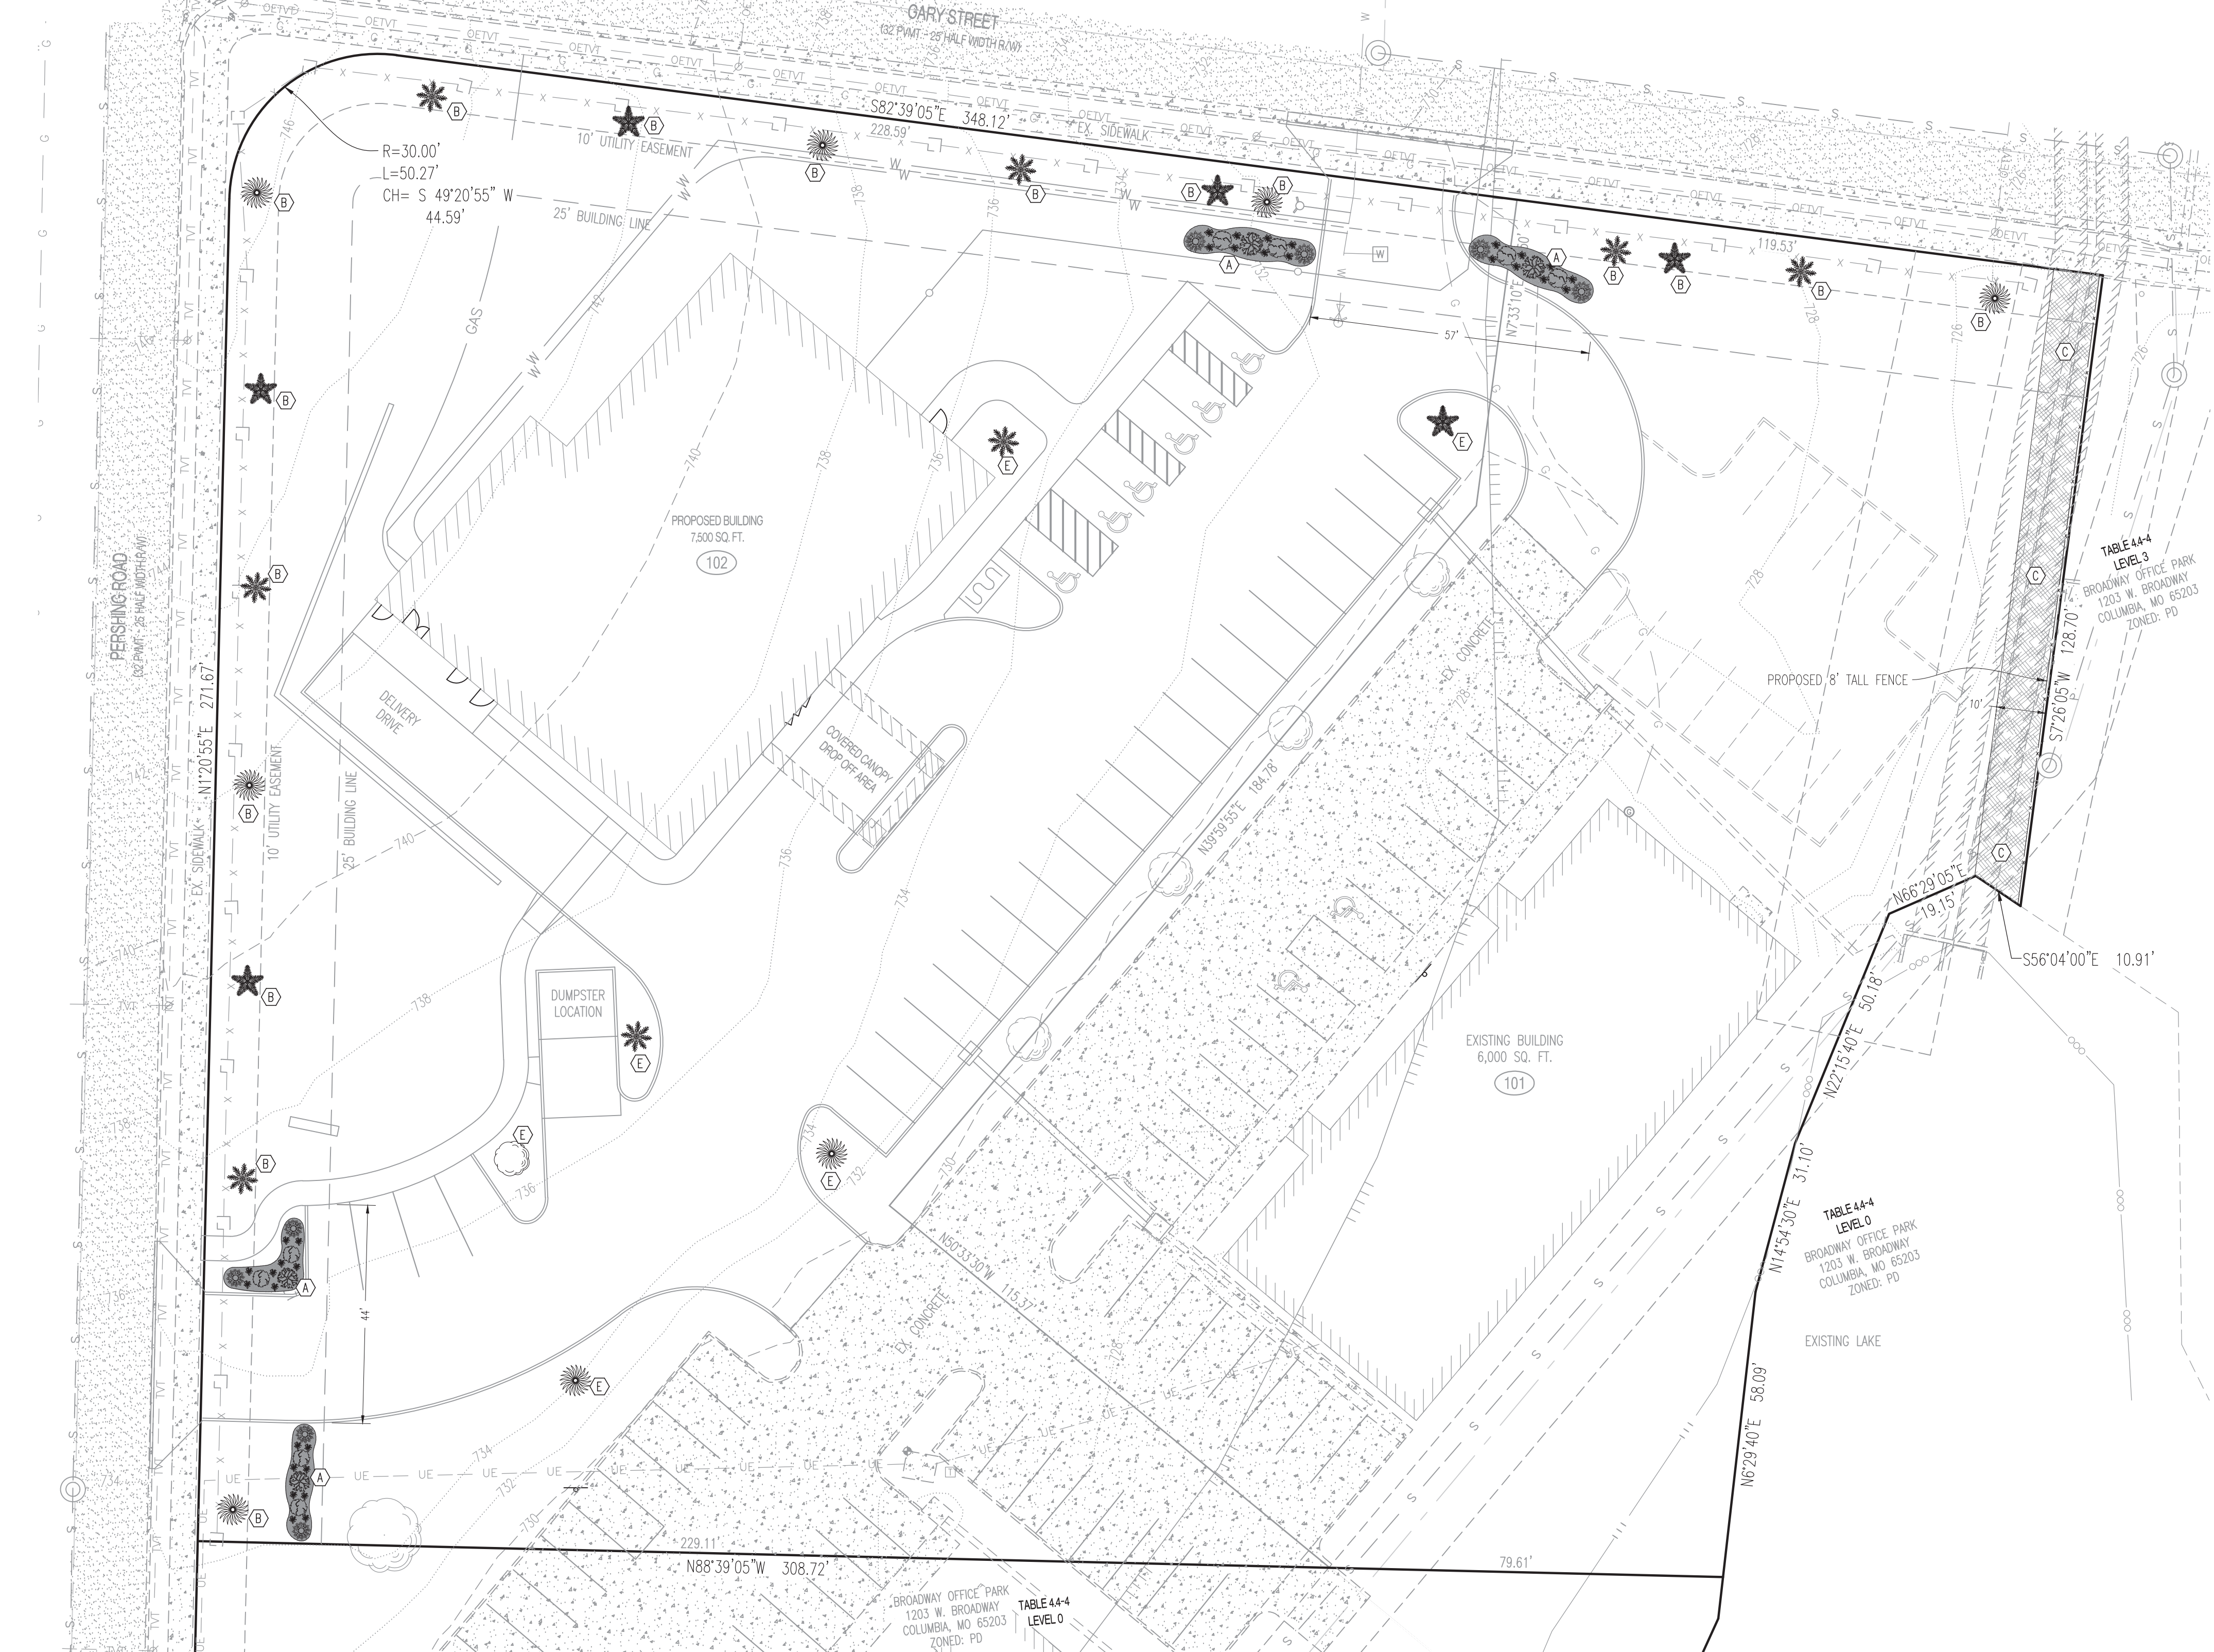 GARY STREET
(32 PVMT - 25 HALF WIDTH R/W)
S82°39'05"E 348.12'
228.59'
119.53'
EX. SIDEWALK
10' UTILITY EASEMENT
25' BUILDING LINE
R=30.00'
L=50.27'
CH= S 49°20'55" W
44.59'
GAS
PROPOSED BUILDING
7,500 SQ. FT.
102
57'
TABLE 4.4-4
LEVEL 3
BROADWAY OFFICE PARK
1203 W. BROADWAY
COLUMBIA, MO 65203
ZONED: PD
PERSHING ROAD
(32 PVMT - 25 HALF WIDTH R/W)
N1°20'55"E 271.67'
EX. SIDEWALK
10' UTILITY EASEMENT
25' BUILDING LINE
DELIVERY
DRIVE
COVERED CANOPY
DROP OFF AREA
EX. CONCRETE
N39°59'55"E 184.78'
PROPOSED 8' TALL FENCE
10'
S7°26'05"W 128.70'
N66°29'05"E
19.15'
S56°04'00"E 10.91'
N22°15'40"E 50.18'
DUMPSTER
LOCATION
EXISTING BUILDING
6,000 SQ. FT.
101
N14°54'30"E 31.10'
TABLE 4.4-4
LEVEL 0
BROADWAY OFFICE PARK
1203 W. BROADWAY
COLUMBIA, MO 65203
ZONED: PD
EXISTING LAKE
N50°33'30"W 115.37'
EX. CONCRETE
44'
N6°29'40"E 58.09'
229.11'
N88°39'05"W 308.72'
79.61'
BROADWAY OFFICE PARK
1203 W. BROADWAY
COLUMBIA, MO 65203
ZONED: PD
TABLE 4.4-4
LEVEL 0